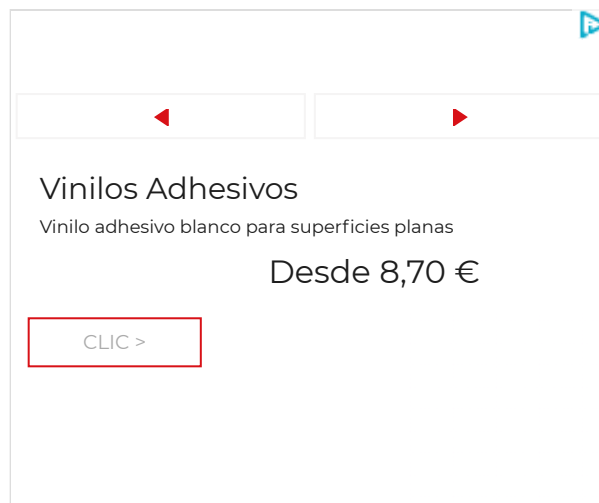 Vinilos Adhesivos
Vinilo adhesivo blanco para superficies planas
Desde 8,70 €
CLIC >